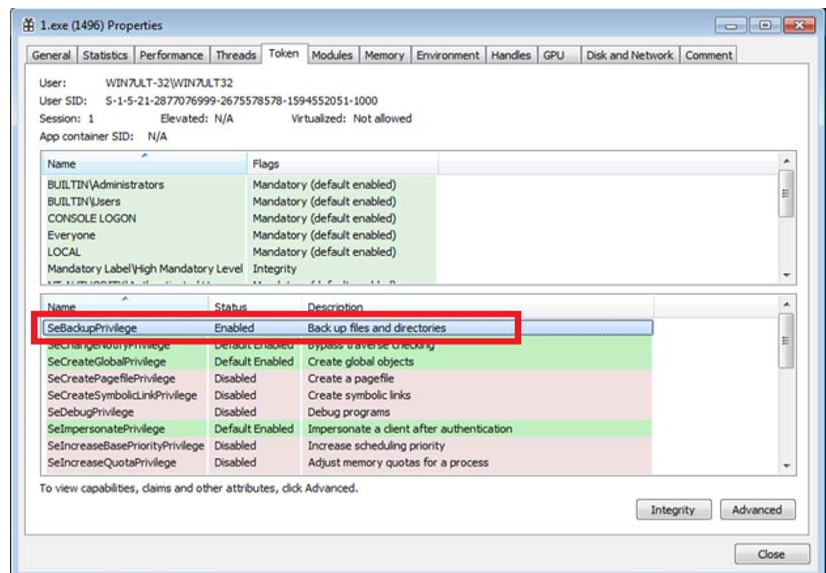 1.exe (1496) Properties
General Statistics Performance Threads Token Modules Memory Environment Handles GPU Disk and Network Comment
User: WIN7ULT-32\WIN7ULT32
User SID: S-1-5-21-2877076999-2675578578-1594552051-1000
Session: 1 Elevated: N/A Virtualized: Not allowed
App container SID: N/A
Name Flags
BUILTIN\Administrators Mandatory (default enabled)
BUILTIN\Users Mandatory (default enabled)
CONSOLE LOGON Mandatory (default enabled)
Everyone Mandatory (default enabled)
LOCAL Mandatory (default enabled)
Mandatory Label\High Mandatory Level Integrity
Name Status Description
SeBackupPrivilege Enabled Back up files and directories
SeChangeNotifyPrivilege Default Enabled Bypass traverse checking
SeCreateGlobalPrivilege Default Enabled Create global objects
SeCreatePagefilePrivilege Disabled Create a pagefile
SeCreateSymbolicLinkPrivilege Disabled Create symbolic links
SeDebugPrivilege Disabled Debug programs
SeImpersonatePrivilege Default Enabled Impersonate a client after authentication
SeIncreaseBasePriorityPrivilege Disabled Increase scheduling priority
SeIncreaseQuotaPrivilege Disabled Adjust memory quotas for a process
To view capabilities, claims and other attributes, click Advanced.
Integrity Advanced
Close